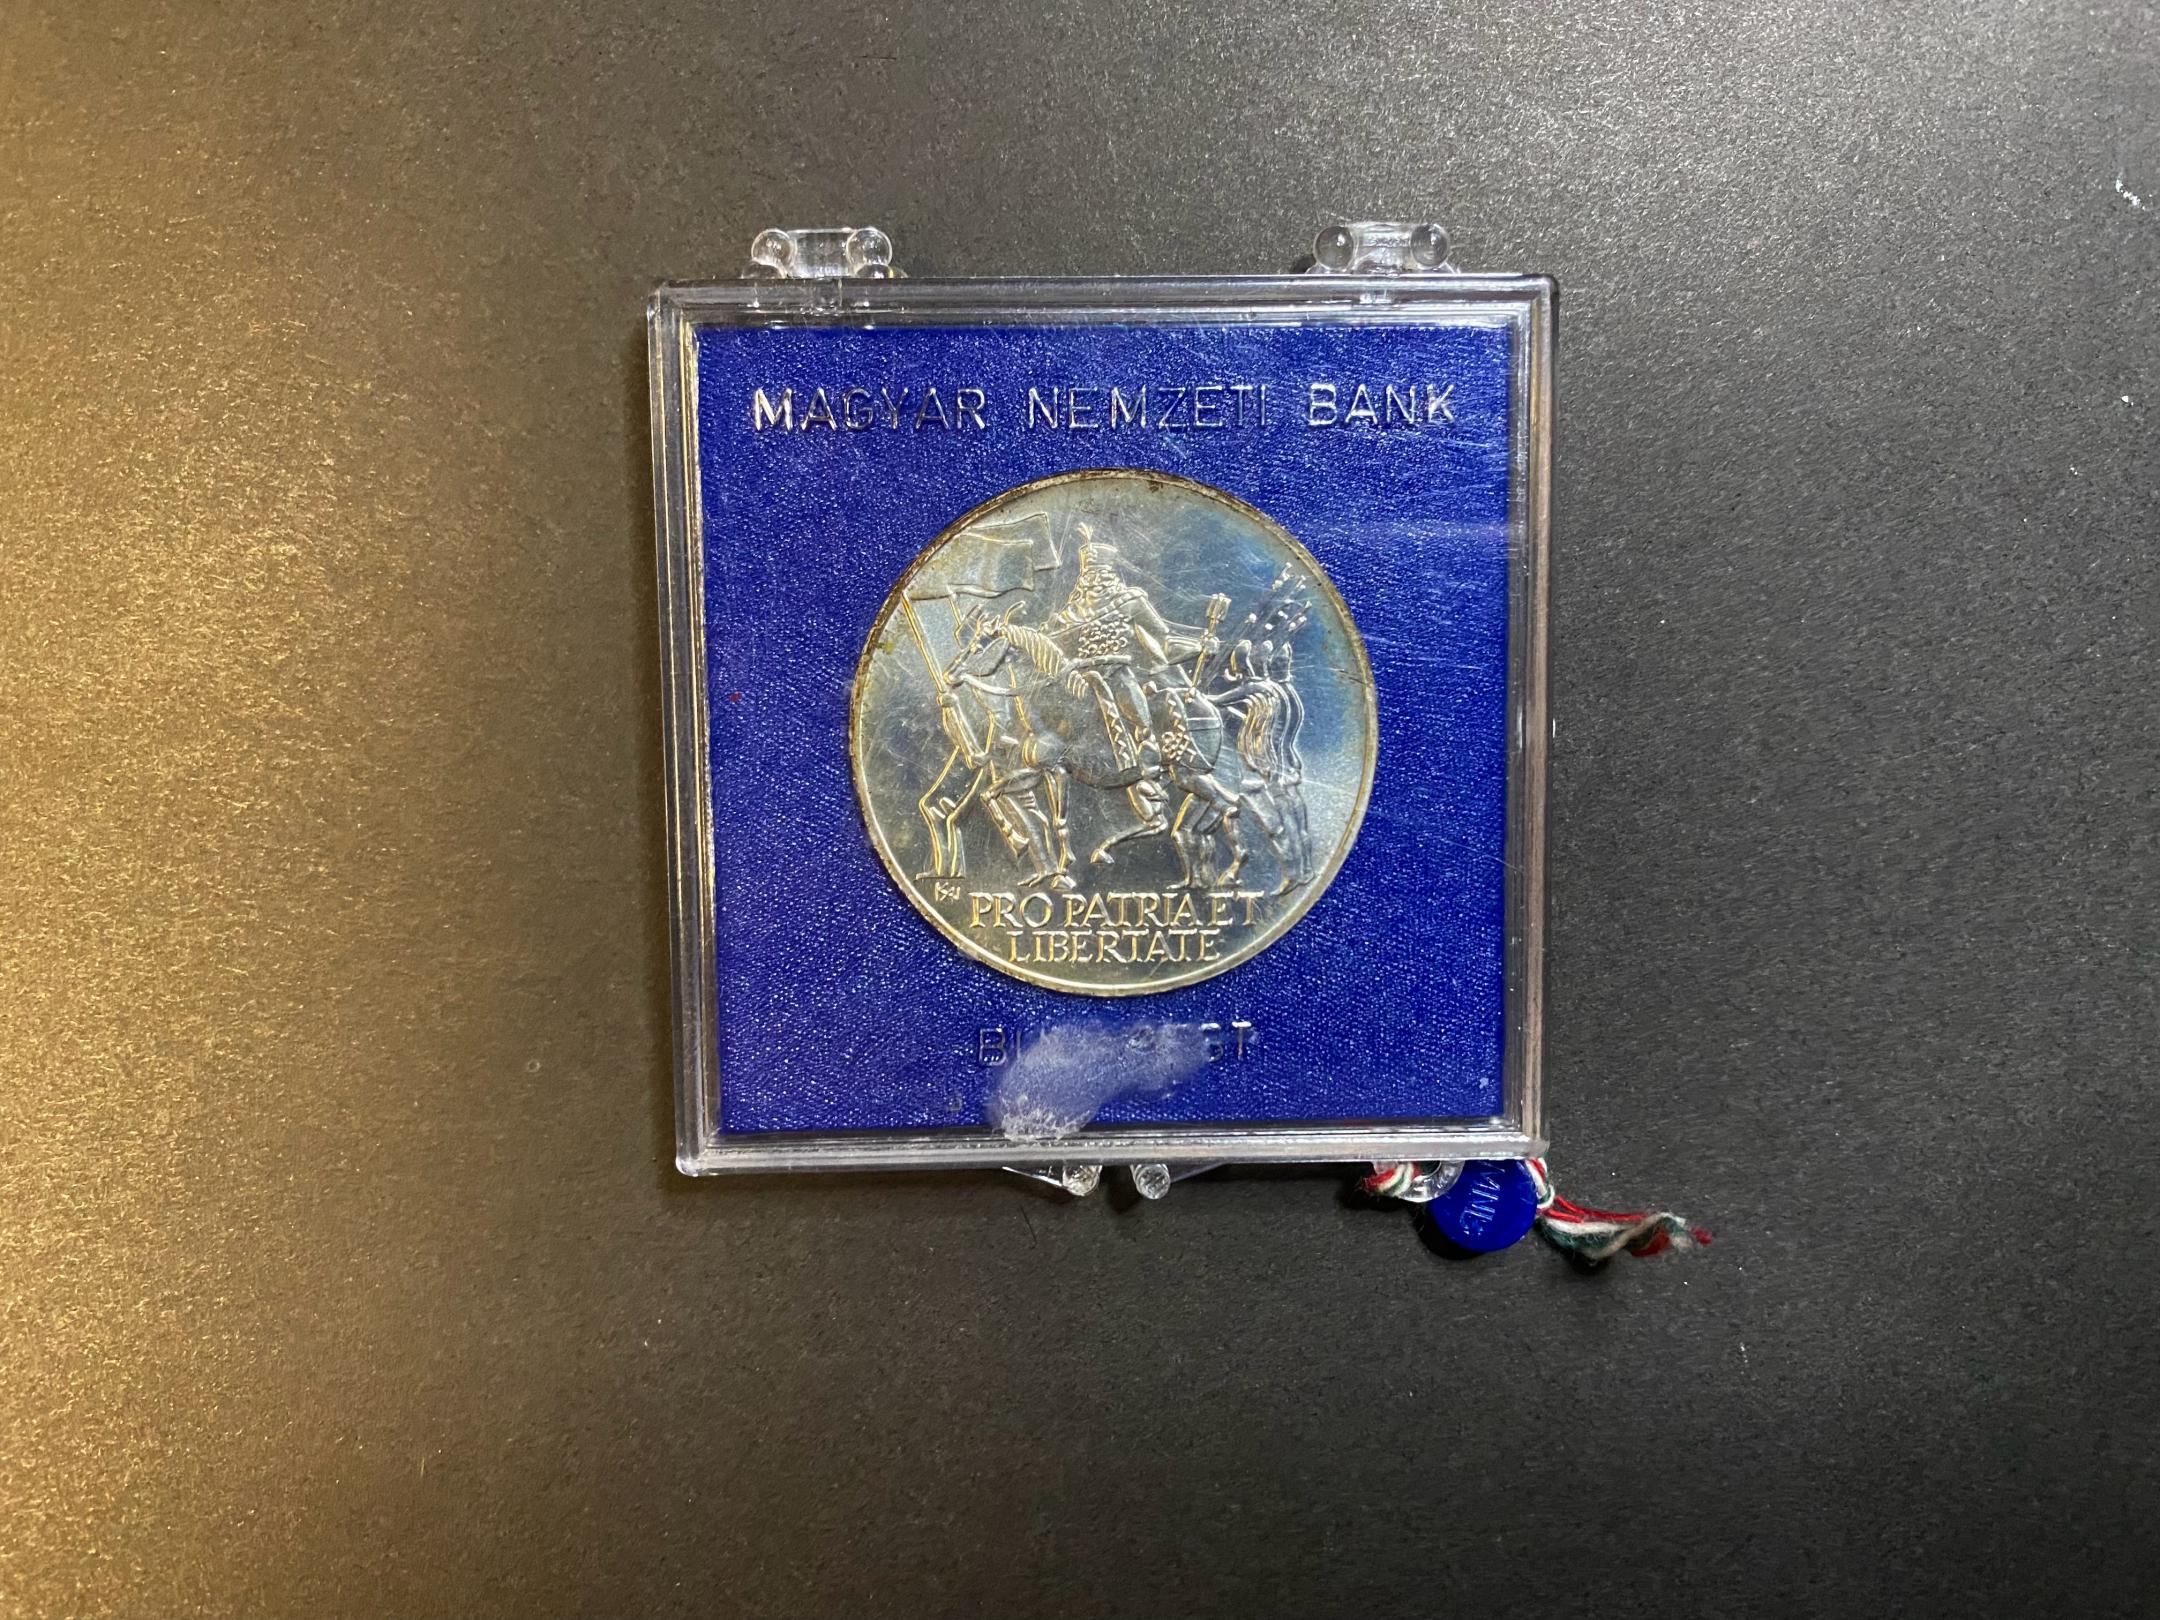 MAGYAR NEMZETI BANK
PRO PATRIA ET
LIBERTATE